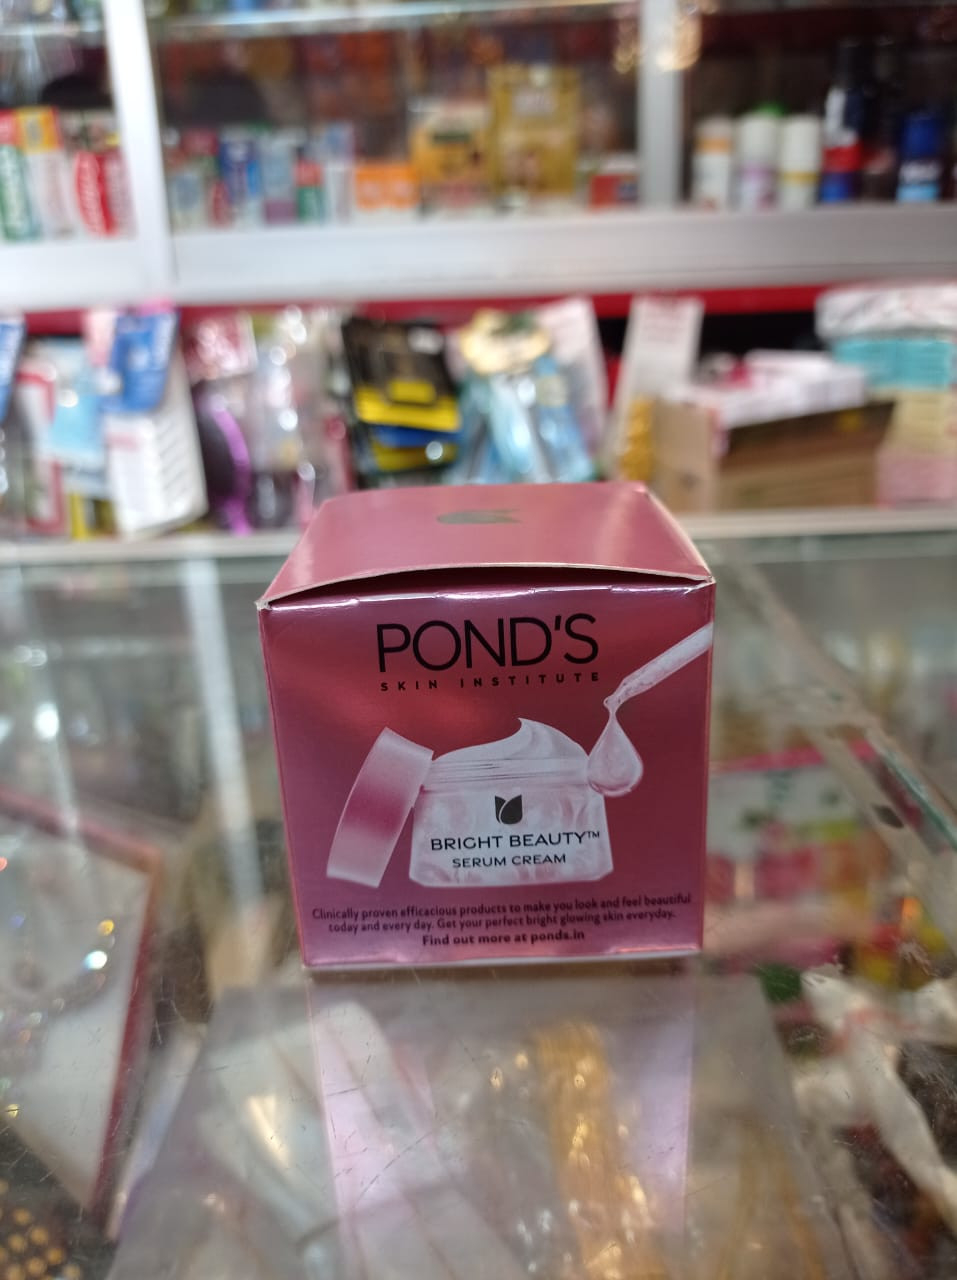 POND'S
SKIN INSTITUTE
BRIGHT BEAUTY™
SERUM CREAM
Clinically proven efficacious products to make you look and feel beautiful
today and every day. Get your perfect bright glowing skin everyday.
Find out more at ponds.in